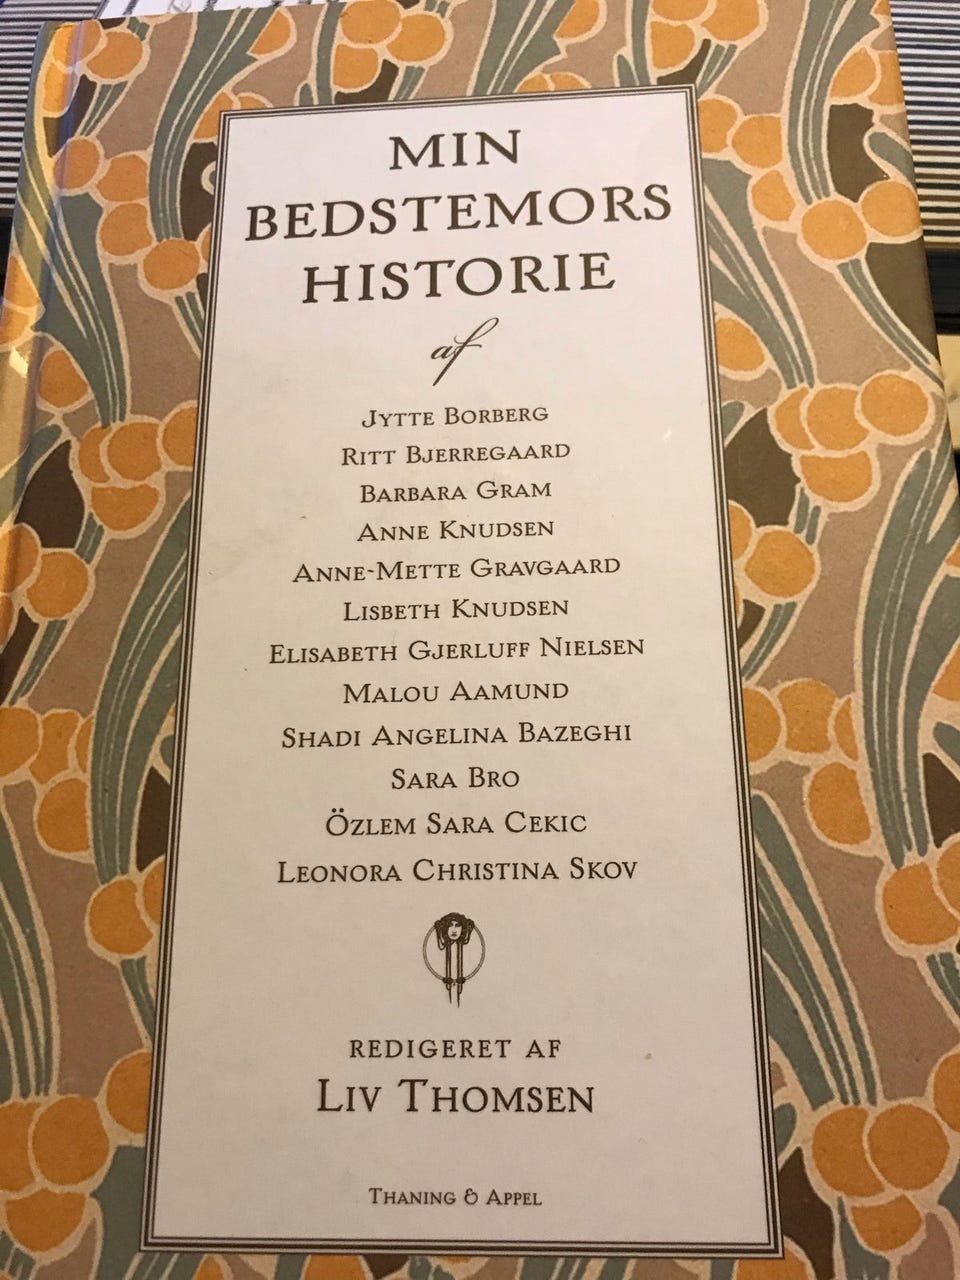 MIN
BEDSTEMORS
HISTORIE
af
JYTTE BORBERG
RITT BJERREGAARD
BARBARA GRAM
ANNE KNUDSEN
ANNE-METTE GRAVGAARD
LISBETH KNUDSEN
ELISABETH GJERLUFF NIELSEN
MALOU AAMUND
SHADI ANGELINA BAZEGHI
SARA BRO
ÖZLEM SARA CEKIC
LEONORA CHRISTINA SKOV
REDIGERET AF
LIV THOMSEN
THANING & APPEL